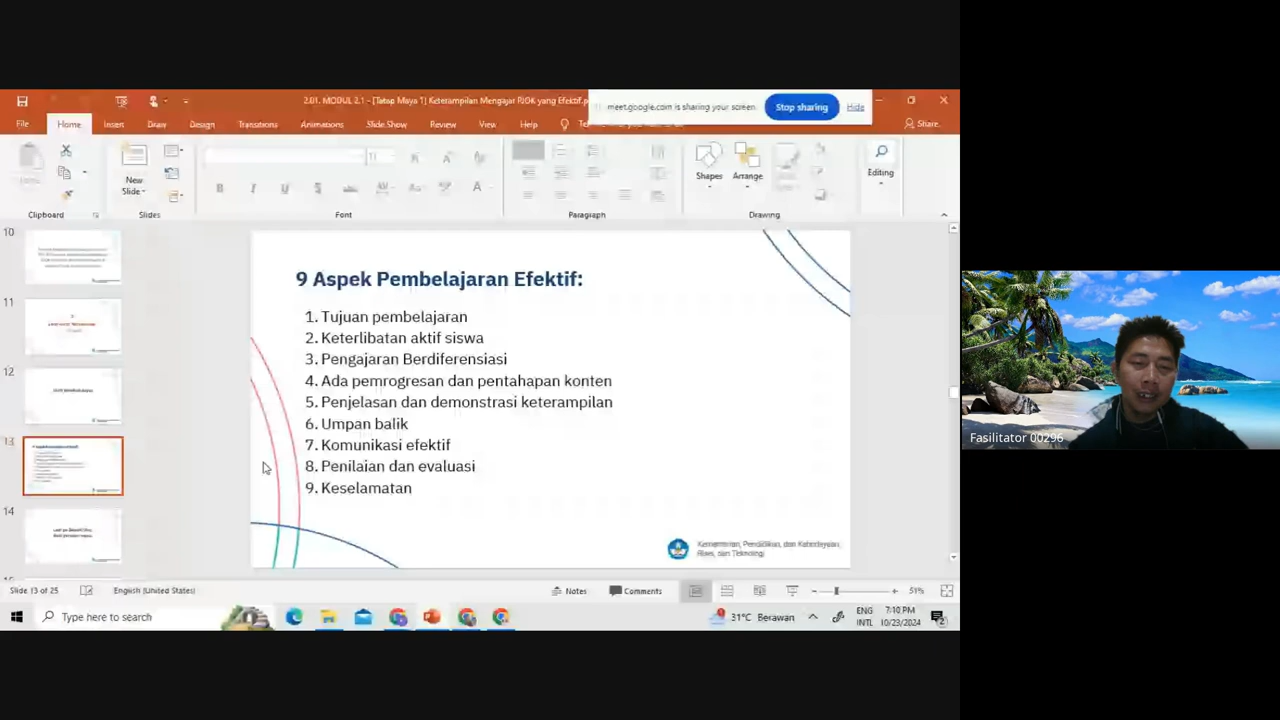 2.01. MODUL 2.1 - [Tatap Maya 1] Keterampilan Mengajar PJOK yang Efektif.p
meet.google.com is sharing your screen
Stop sharing
Hide
File Home Insert Draw Design Transitions Animations Slide Show Review View Help
Share
New Slide
Shapes
Arrange
Editing
Clipboard
Slides
Font
Paragraph
Drawing
10
11
12
13
14
9 Aspek Pembelajaran Efektif:
1. Tujuan pembelajaran
2. Keterlibatan aktif siswa
3. Pengajaran Berdiferensiasi
4. Ada pemrogresan dan pentahapan konten
5. Penjelasan dan demonstrasi keterampilan
6. Umpan balik
7. Komunikasi efektif
8. Penilaian dan evaluasi
9. Keselamatan
Kementerian, Pendidikan, dan Kebudayaan,
Riset, dan Teknologi
Fasilitator 00296
Slide 13 of 25
English (United States)
Notes
Comments
51%
Type here to search
31°C Berawan
ENG
INTL
7:10 PM
10/23/2024